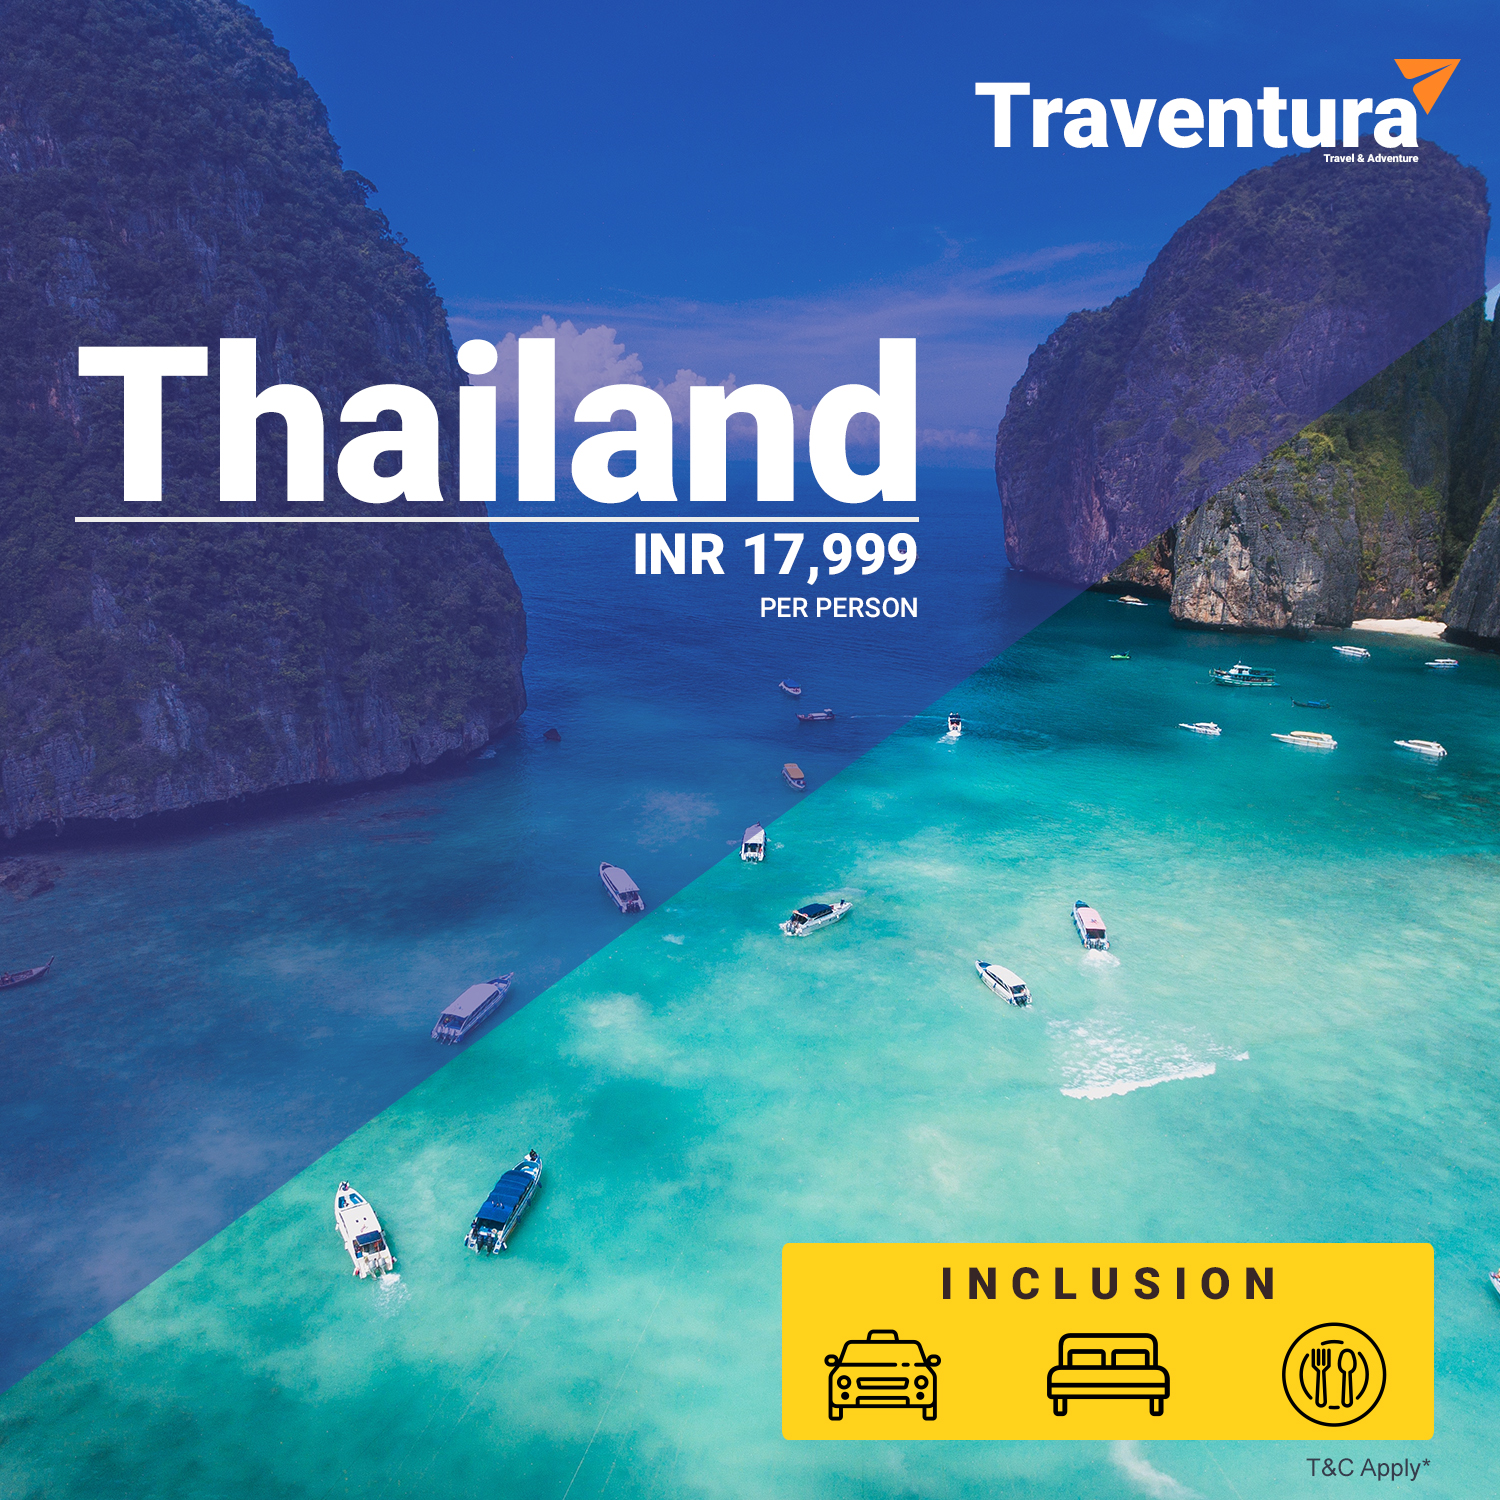 Traventura
Travel & Adventure
Thailand
INR 17,999
PER PERSON
INCLUSION
T&C Apply*